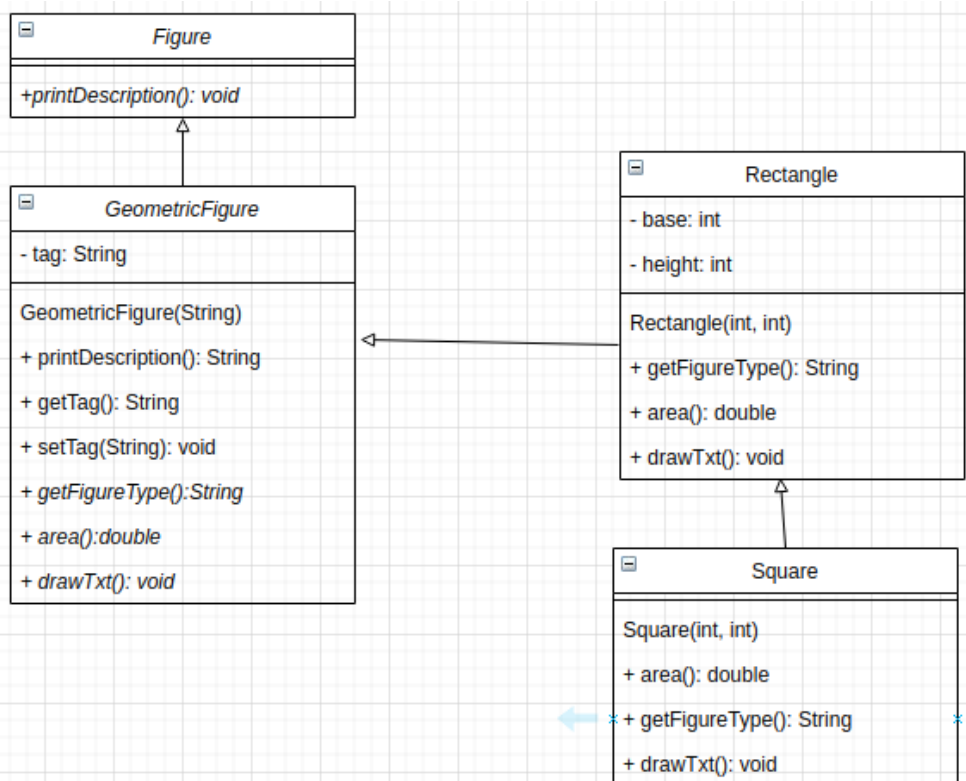 Figure
+printDescription(): void
GeometricFigure
- tag: String
GeometricFigure(String)
+ printDescription(): String
+ getTag(): String
+ setTag(String): void
+ getFigureType():String
+ area():double
+ drawTxt(): void
Rectangle
- base: int
- height: int
Rectangle(int, int)
+ getFigureType(): String
+ area(): double
+ drawTxt(): void
Square
Square(int, int)
+ area(): double
+ getFigureType(): String
+ drawTxt(): void